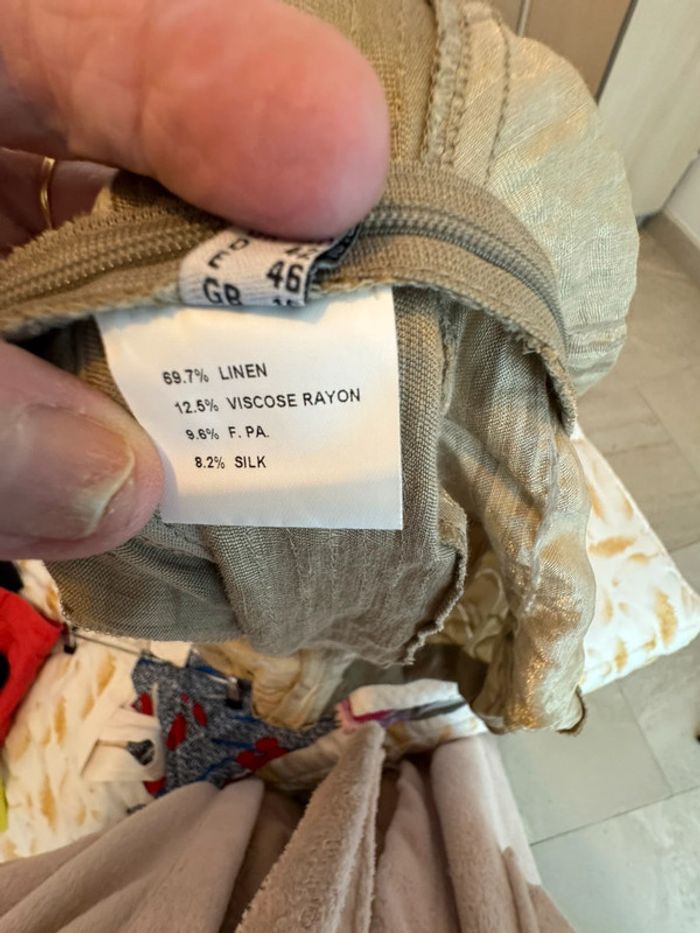 E 46
GB
69.7% LINEN
12.5% VISCOSE RAYON
9.6% F. PA.
8.2% SILK